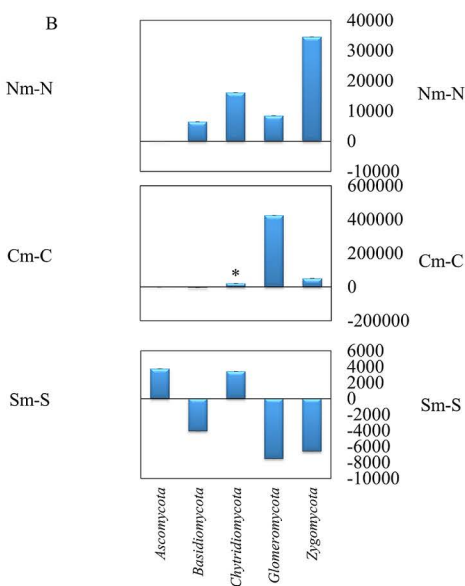 B
Nm-N
40000
30000
20000
10000
0
-10000
Nm-N
Cm-C
600000
400000
200000
0
-200000
Cm-C
*
Sm-S
6000
4000
2000
0
-2000
-4000
-6000
-8000
-10000
Sm-S
Ascomycota
Basidiomycota
Chytridiomycota
Glomeromycota
Zygomycota